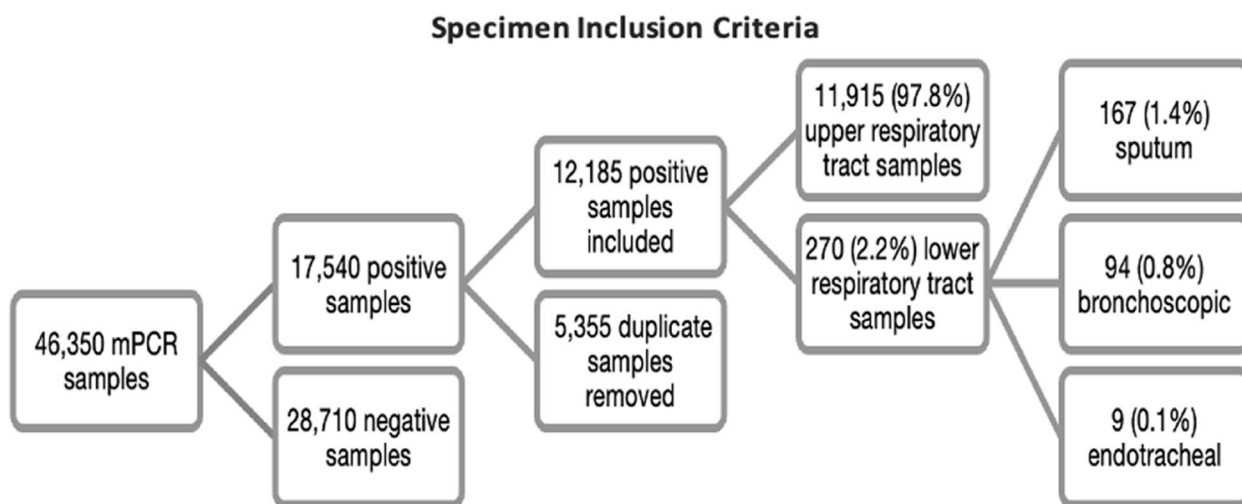 Specimen Inclusion Criteria
46,350 mPCR
samples
17,540 positive
samples
28,710 negative
samples
12,185 positive
samples
included
5,355 duplicate
samples
removed
11,915 (97.8%)
upper respiratory
tract samples
270 (2.2%) lower
respiratory tract
samples
167 (1.4%)
sputum
94 (0.8%)
bronchoscopic
9 (0.1%)
endotracheal